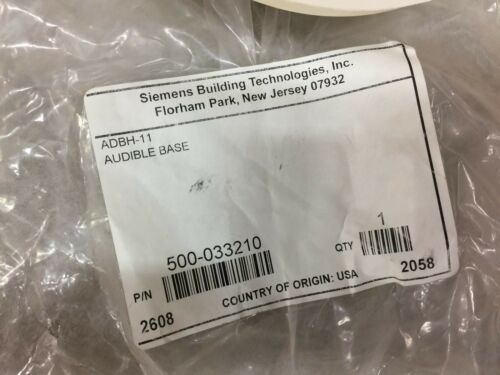 Siemens Building Technologies, Inc.
Florham Park, New Jersey 07932
ADBH-11
AUDIBLE BASE
P/N 500-033210
QTY 1
2608 COUNTRY OF ORIGIN: USA 2058